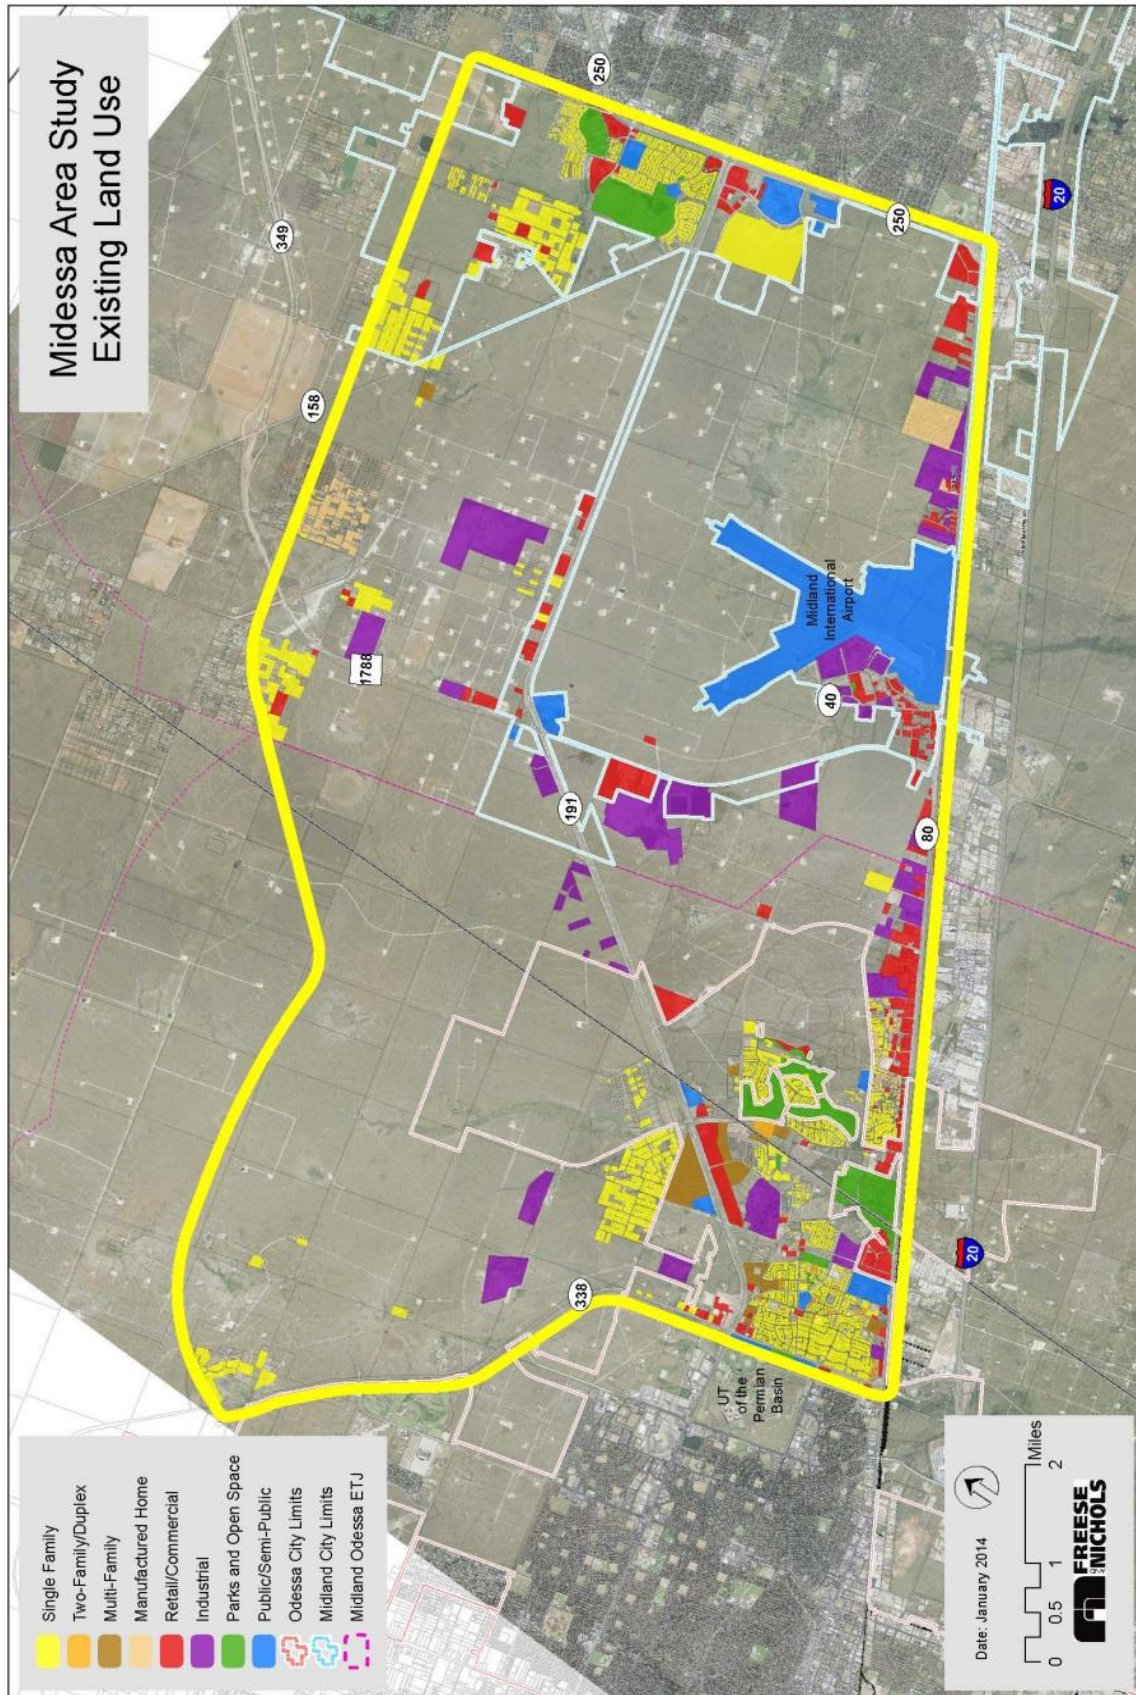 Midessa Area Study
Existing Land Use
250
349
158
250
20
1788
Midland
International
Airport
40
191
80
338
20
UT
of the
Permian
Basin
Single Family
Two-Family/Duplex
Multi-Family
Manufactured Home
Retail/Commercial
Industrial
Parks and Open Space
Public/Semi-Public
Odessa City Limits
Midland City Limits
Midland Odessa ETJ
Date: January 2014
0 0.5 1 2
Miles
FREESE
NICHOLS